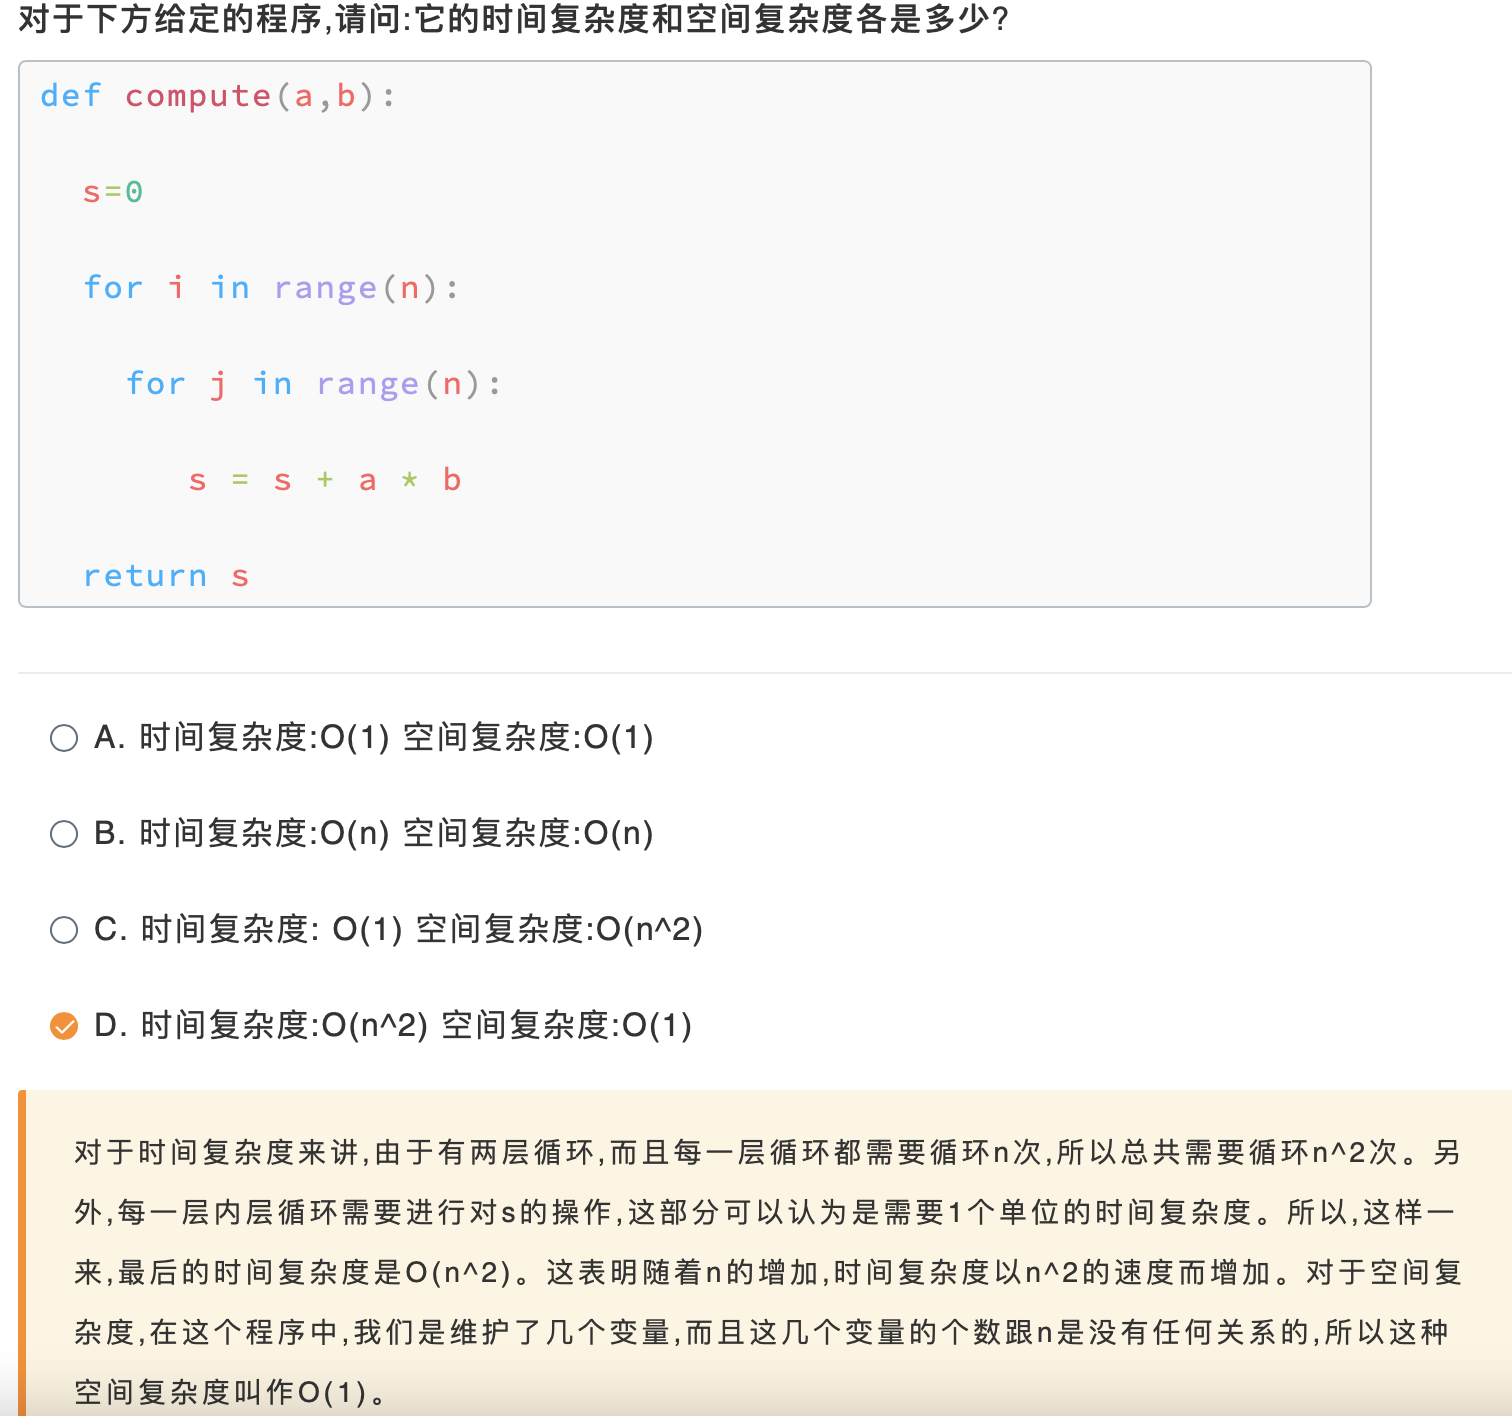 对于下方给定的程序,请问:它的时间复杂度和空间复杂度各是多少?
def compute(a,b):
s=0
for i in range(n):
for j in range(n):
s = s + a * b
return s
A. 时间复杂度:O(1) 空间复杂度:O(1)
B. 时间复杂度:O(n) 空间复杂度:O(n)
C. 时间复杂度: O(1) 空间复杂度:O(n^2)
D. 时间复杂度:O(n^2) 空间复杂度:O(1)
对于时间复杂度来讲,由于有两层循环,而且每一层循环都需要循环n次,所以总共需要循环n^2次。另
外,每一层内层循环需要进行对s的操作,这部分可以认为是需要1个单位的时间复杂度。所以,这样一
来,最后的时间复杂度是O(n^2)。这表明随着n的增加,时间复杂度以n^2的速度而增加。对于空间复
杂度,在这个程序中,我们是维护了几个变量,而且这几个变量的个数跟n是没有任何关系的,所以这种
空间复杂度叫作O(1)。